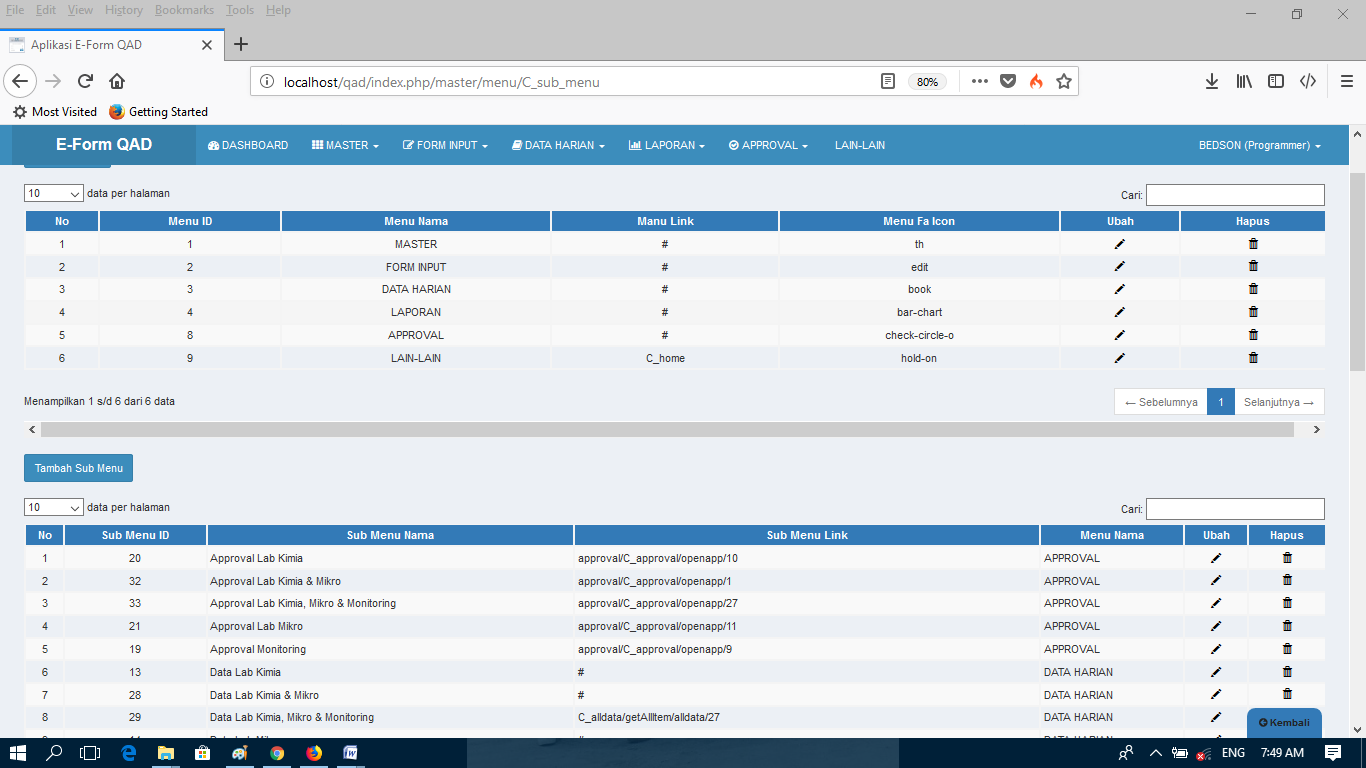 File Edit View History Bookmarks Tools Help
Aplikasi E-Form QAD
localhost/qad/index.php/master/menu/C_sub_menu 80%
Most Visited Getting Started
E-Form QAD DASHBOARD MASTER FORM INPUT DATA HARIAN LAPORAN APPROVAL LAIN-LAIN BEDSON (Programmer)
10 data per halaman Cari:
No Menu ID Menu Nama Manu Link Menu Fa Icon Ubah Hapus
1 1 MASTER # th
2 2 FORM INPUT # edit
3 3 DATA HARIAN # book
4 4 LAPORAN # bar-chart
5 8 APPROVAL # check-circle-o
6 9 LAIN-LAIN C_home hold-on
Menampilkan 1 s/d 6 dari 6 data ← Sebelumnya 1 Selanjutnya →
Tambah Sub Menu
10 data per halaman Cari:
No Sub Menu ID Sub Menu Nama Sub Menu Link Menu Nama Ubah Hapus
1 20 Approval Lab Kimia approval/C_approval/openapp/10 APPROVAL
2 32 Approval Lab Kimia & Mikro approval/C_approval/openapp/1 APPROVAL
3 33 Approval Lab Kimia, Mikro & Monitoring approval/C_approval/openapp/27 APPROVAL
4 21 Approval Lab Mikro approval/C_approval/openapp/11 APPROVAL
5 19 Approval Monitoring approval/C_approval/openapp/9 APPROVAL
6 13 Data Lab Kimia # DATA HARIAN
7 28 Data Lab Kimia & Mikro # DATA HARIAN
8 29 Data Lab Kimia, Mikro & Monitoring C_alldata/getAllItem/alldata/27 DATA HARIAN
Kembali
ENG 7:49 AM